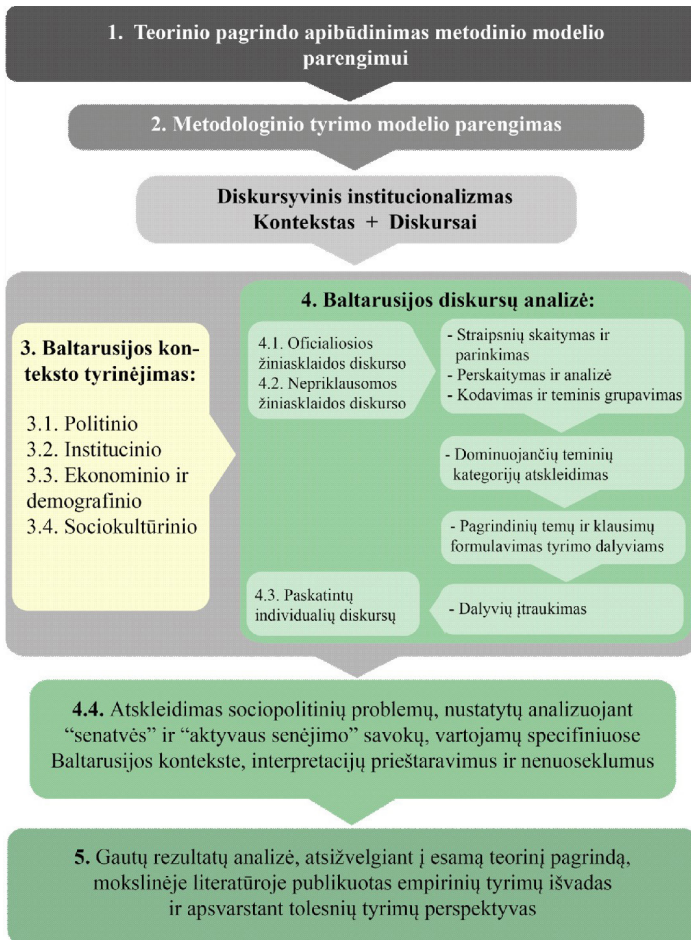 1. Teorinio pagrindo apibūdinimas metodinio modelio
parengimui
2. Metodologinio tyrimo modelio parengimas
Diskursyvinis institucionalizmas
Kontekstas + Diskursai
3. Baltarusijos kon-
teksto tyrinėjimas:
3.1. Politinio
3.2. Institucinio
3.3. Ekonominio ir
demografinio
3.4. Sociokultūrinio
4. Baltarusijos diskursų analizė:
4.1. Oficialiosios
žiniasklaidos diskurso
4.2. Nepriklausomos
žiniasklaidos diskurso
- Straipsnių skaitymas ir
parinkimas
- Perskaitymas ir analizė
- Kodavimas ir teminis grupavimas
- Dominuojančių teminių
kategorijų atskleidimas
- Pagrindinių temų ir klausimų
formulavimas tyrimo dalyviams
- Dalyvių įtraukimas
4.3. Paskatintų
individualių diskursų
4.4. Atskleidimas sociopolitinių problemų, nustatytų analizuojant
“senatvės” ir “aktyvaus senėjimo” savokų, vartojamų specifiniuose
Baltarusijos kontekste, interpretacijų prieštaravimus ir nenuoseklumus
5. Gautų rezultatų analizė, atsižvelgiant į esamą teorinį pagrindą,
mokslinėje literatūroje publikuotas empirinių tyrimų išvadas
ir apsvarstant tolesnių tyrimų perspektyvas